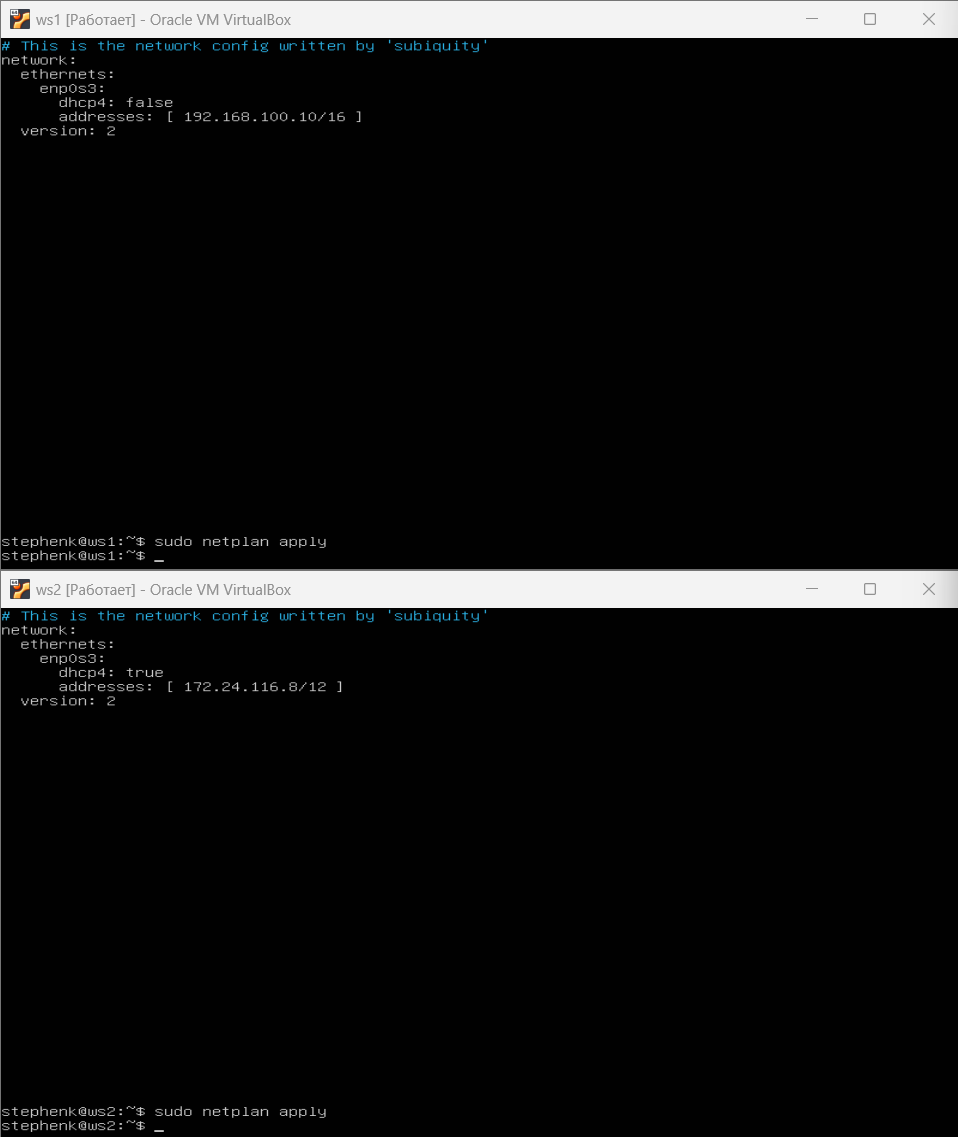 ws1 [Работает] - Oracle VM VirtualBox
# This is the network config written by 'subiquity'
network:
  ethernets:
    enp0s3:
      dhcp4: false
      addresses: [ 192.168.100.10/16 ]
  version: 2
stephenk@ws1:~$ sudo netplan apply
stephenk@ws1:~$ _
ws2 [Работает] - Oracle VM VirtualBox
# This is the network config written by 'subiquity'
network:
  ethernets:
    enp0s3:
      dhcp4: true
      addresses: [ 172.24.116.8/12 ]
  version: 2
stephenk@ws2:~$ sudo netplan apply
stephenk@ws2:~$ _